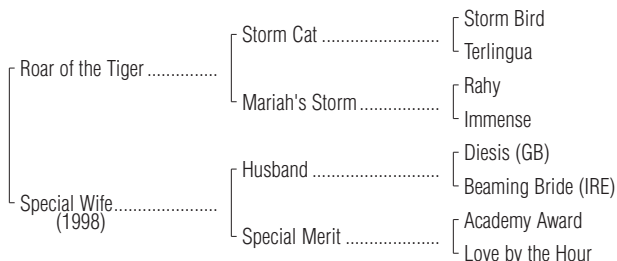 Storm Bird
Storm Cat ........................
Terlingua
Roar of the Tiger ..............
Rahy
Mariah's Storm ................
Immense
Diesis (GB)
Husband .........................
Beaming Bride (IRE)
Special Wife.....................
(1998)
Academy Award
Special Merit ...................
Love by the Hour